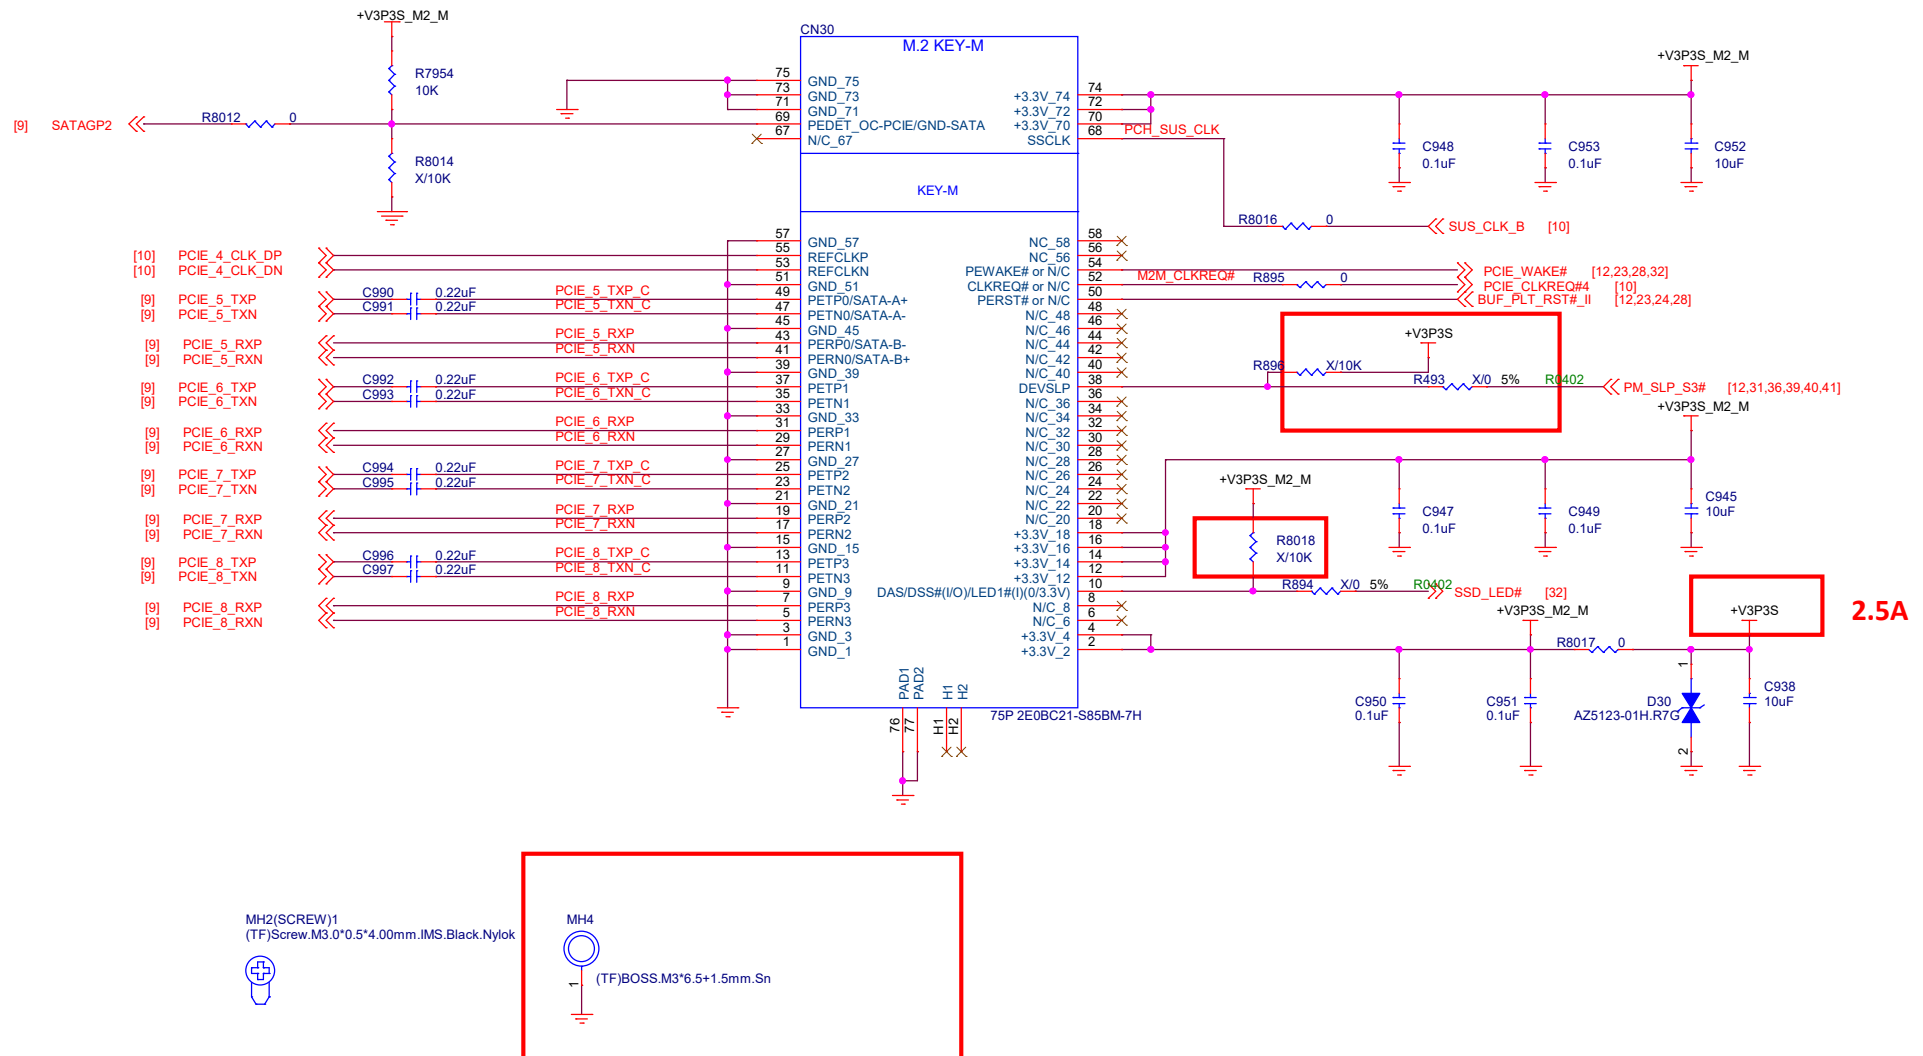 +V3P3S_M2_M
R7954
10K
[9] SATAGP2
R8012 0
R8014
X/10K
CN30
M.2 KEY-M
75 GND_75
73 GND_73
71 GND_71
69 PEDET_OC-PCIE/GND-SATA
67 N/C_67
74 +3.3V_74
72 +3.3V_72
70 +3.3V_70
68 SSCLK
PCH_SUS_CLK
+V3P3S_M2_M
C948
0.1uF
C953
0.1uF
C952
10uF
KEY-M
R8016 0
SUS_CLK_B [10]
[10] PCIE_4_CLK_DP
[10] PCIE_4_CLK_DN
[9] PCIE_5_TXP
C990 0.22uF PCIE_5_TXP_C
[9] PCIE_5_TXN
C991 0.22uF PCIE_5_TXN_C
[9] PCIE_5_RXP
PCIE_5_RXP
[9] PCIE_5_RXN
PCIE_5_RXN
[9] PCIE_6_TXP
C992 0.22uF PCIE_6_TXP_C
[9] PCIE_6_TXN
C993 0.22uF PCIE_6_TXN_C
[9] PCIE_6_RXP
PCIE_6_RXP
[9] PCIE_6_RXN
PCIE_6_RXN
[9] PCIE_7_TXP
C994 0.22uF PCIE_7_TXP_C
[9] PCIE_7_TXN
C995 0.22uF PCIE_7_TXN_C
[9] PCIE_7_RXP
PCIE_7_RXP
[9] PCIE_7_RXN
PCIE_7_RXN
[9] PCIE_8_TXP
C996 0.22uF PCIE_8_TXP_C
[9] PCIE_8_TXN
C997 0.22uF PCIE_8_TXN_C
[9] PCIE_8_RXP
PCIE_8_RXP
[9] PCIE_8_RXN
PCIE_8_RXN
57 GND_57
55 REFCLKP
53 REFCLKN
51 GND_51
49 PETP0/SATA-A+
47 PETN0/SATA-A-
45 GND_45
43 PERP0/SATA-B-
41 PERN0/SATA-B+
39 GND_39
37 PETP1
35 PETN1
33 GND_33
31 PERP1
29 PERN1
27 GND_27
25 PETP2
23 PETN2
21 GND_21
19 PERP2
17 PERN2
15 GND_15
13 PETP3
11 PETN3
9 GND_9
7 PERP3
5 PERN3
3 GND_3
1 GND_1
NC_58 58
NC_56 56
PEWAKE# or N/C 54
CLKREQ# or N/C 52
PERST# or N/C 50
N/C_48 48
N/C_46 46
N/C_44 44
N/C_42 42
N/C_40 40
DEVSLP 38
N/C_36 36
N/C_34 34
N/C_32 32
N/C_30 30
N/C_28 28
N/C_26 26
N/C_24 24
N/C_22 22
N/C_20 20
+3.3V_18 18
+3.3V_16 16
+3.3V_14 14
+3.3V_12 12
DAS/DSS#(I/O)/LED1#(I)(0/3.3V) 10
N/C_8 8
N/C_6 6
+3.3V_4 4
+3.3V_2 2
PCIE_WAKE# [12,23,28,32]
M2M_CLKREQ# R895 0 PCIE_CLKREQ#4 [10]
BUF_PLT_RST#_II [12,23,24,28]
+V3P3S
R896 X/10K
R493 X/0 5% R0402
PM_SLP_S3# [12,31,36,39,40,41]
+V3P3S_M2_M
C947
0.1uF
C949
0.1uF
C945
10uF
+V3P3S_M2_M
R8018
X/10K
R894 X/0 5% R0402
SSD_LED# [32]
+V3P3S_M2_M
R8017 0
+V3P3S
2.5A
C950
0.1uF
C951
0.1uF
1
D30
AZ5123-01H.R7G
2
C938
10uF
PAD1
PAD2
H1
H2
76
77
H1
H2
75P 2E0BC21-S85BM-7H
MH2(SCREW)1
(TF)Screw.M3.0*0.5*4.00mm.IMS.Black.Nylok
MH4
1
(TF)BOSS.M3*6.5+1.5mm.Sn